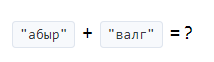 "абыр" + "валг" = ?